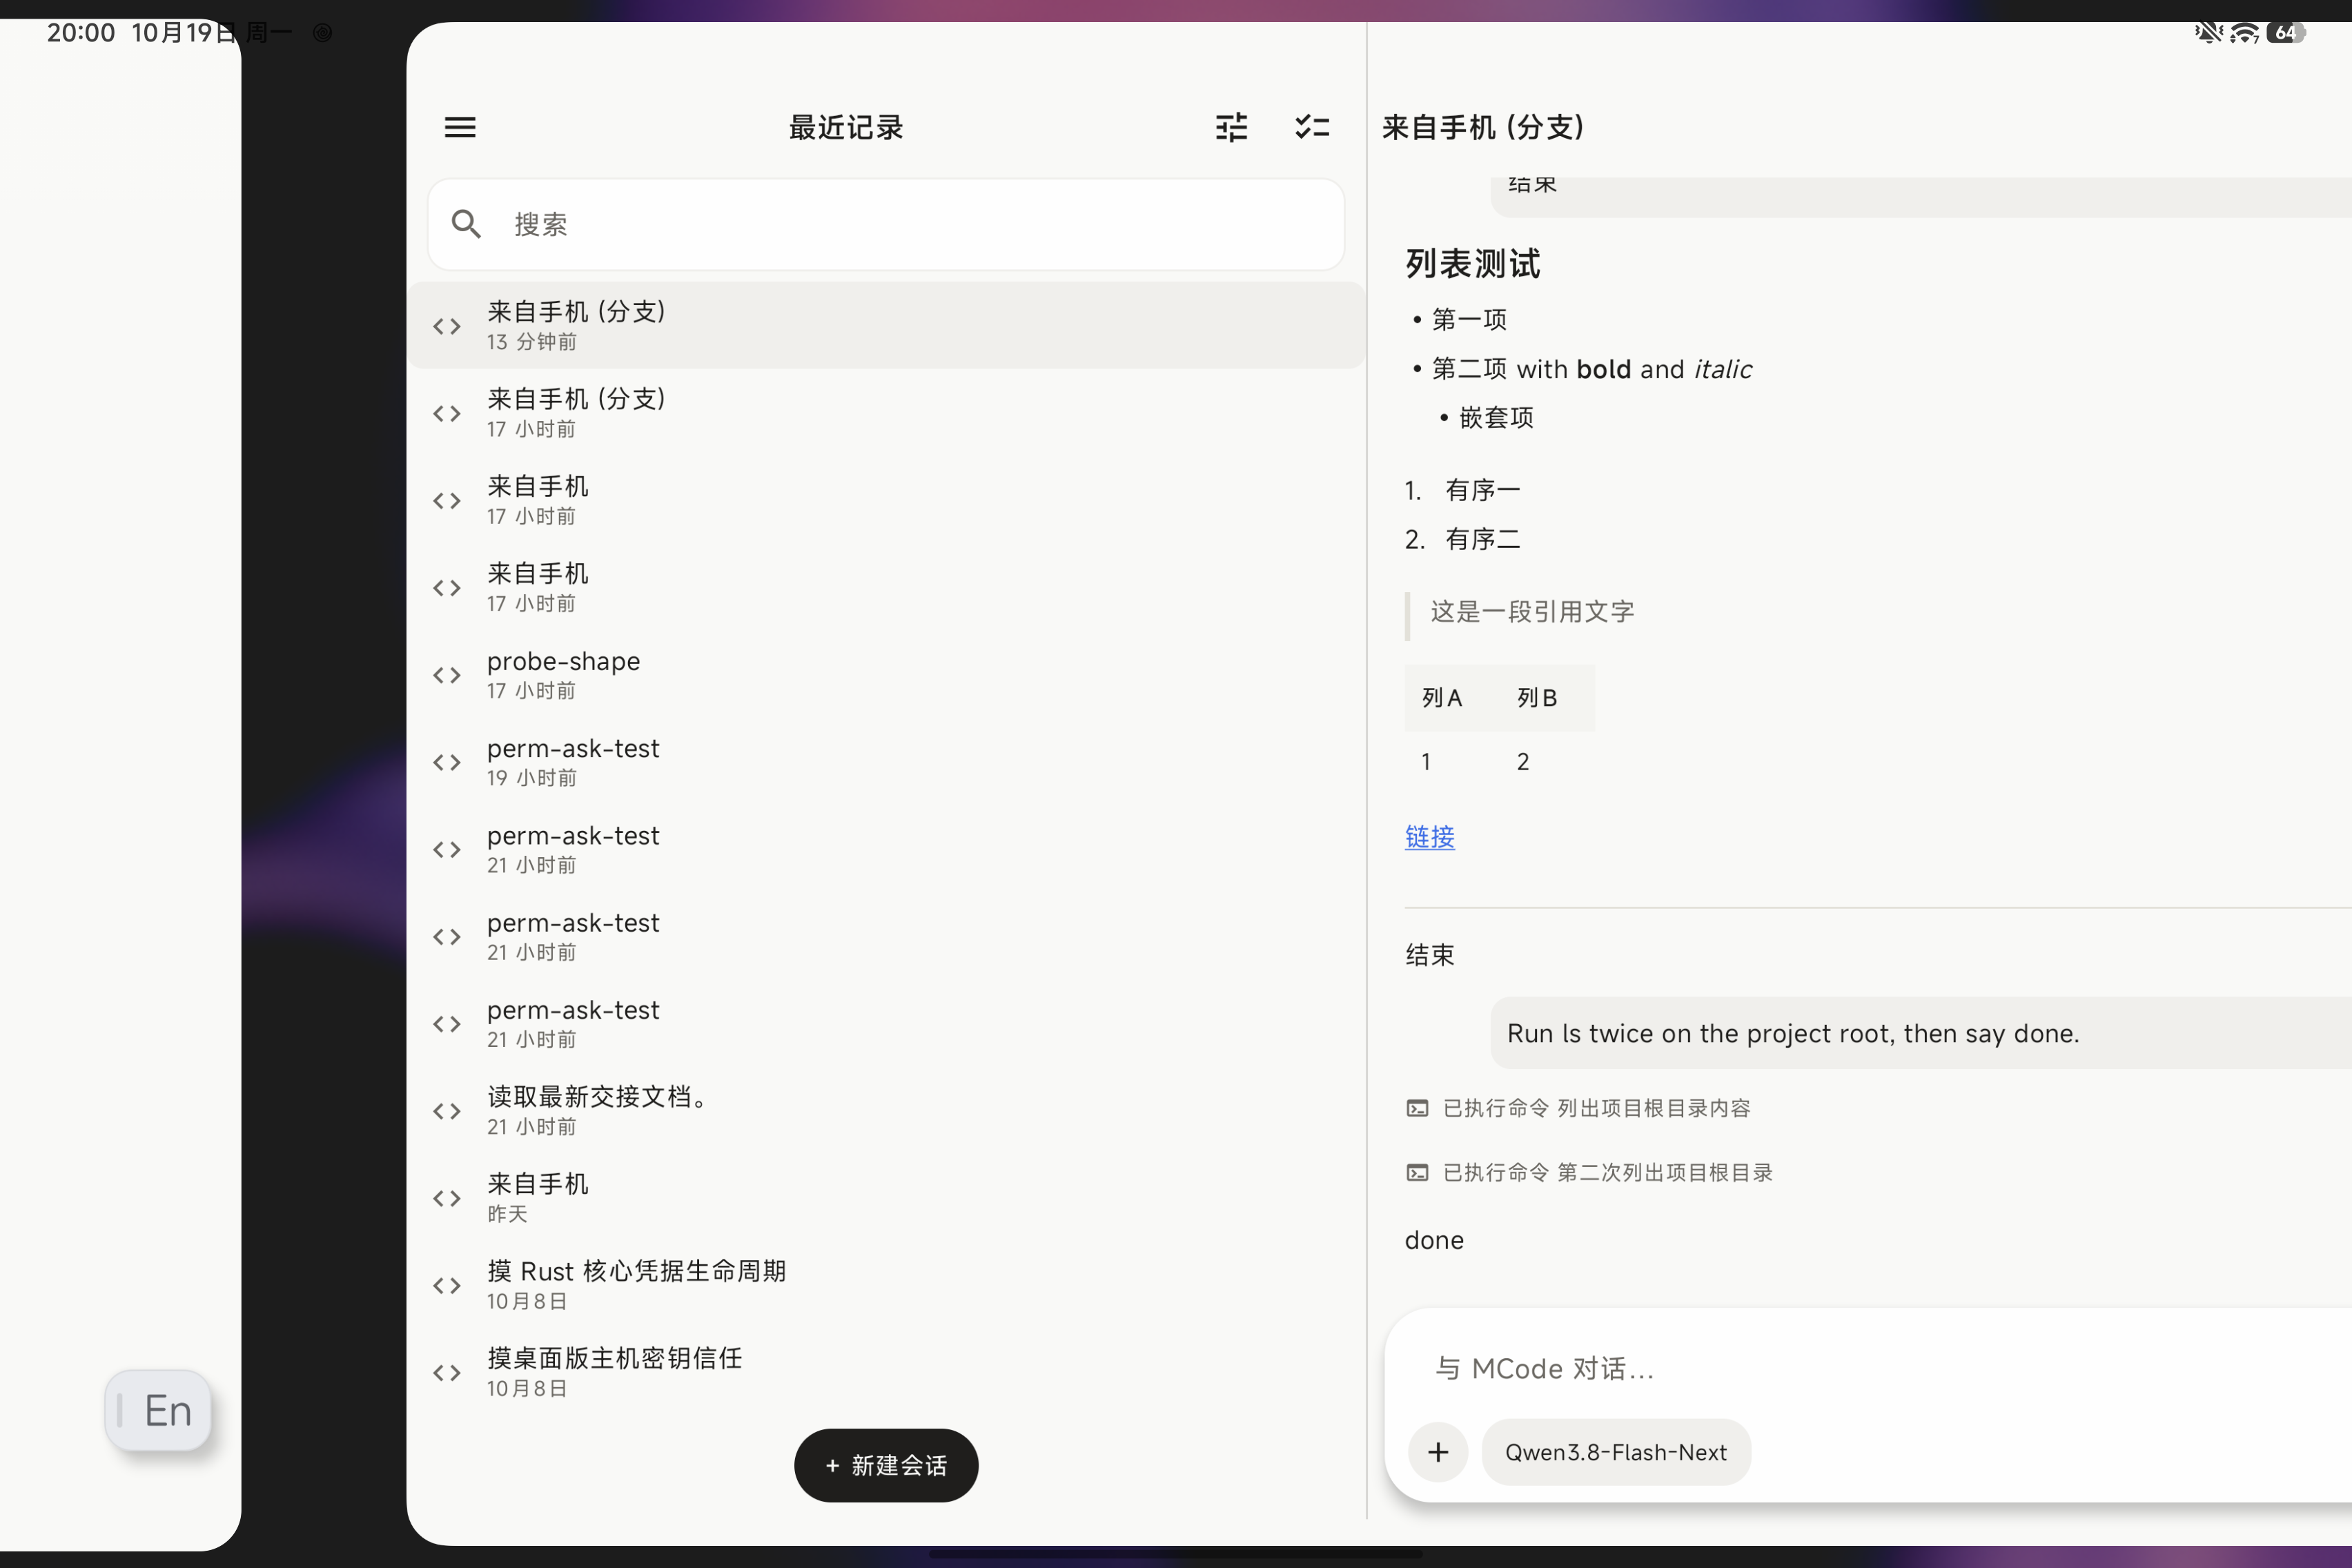 20:00 10月19日 周一
64
最近记录
搜索
来自手机 (分支)
13 分钟前
来自手机 (分支)
17 小时前
来自手机
17 小时前
来自手机
17 小时前
probe-shape
17 小时前
perm-ask-test
19 小时前
perm-ask-test
21 小时前
perm-ask-test
21 小时前
perm-ask-test
21 小时前
读取最新交接文档。
21 小时前
来自手机
昨天
摸 Rust 核心凭据生命周期
10月8日
摸桌面版主机密钥信任
10月8日
+ 新建会话
En
来自手机 (分支)
结束
列表测试
• 第一项
• 第二项 with bold and italic
• 嵌套项
1. 有序一
2. 有序二
这是一段引用文字
列A 列B
1 2
链接
结束
Run ls twice on the project root, then say done.
已执行命令 列出项目根目录内容
已执行命令 第二次列出项目根目录
done
与 MCode 对话...
+ Qwen3.8-Flash-Next